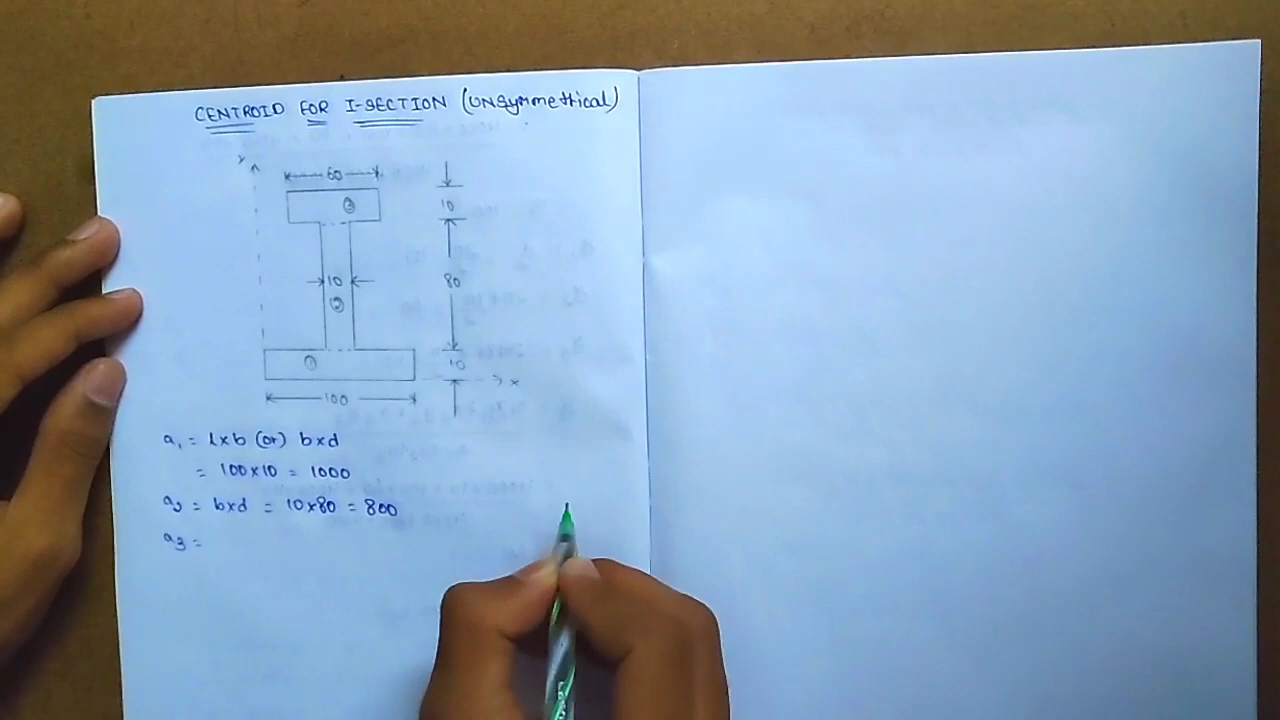 CENTROID FOR I-SECTION (UNSymmetrical)
Y
60
10
3
10
80
2
1
10
x
100
a₁ = l×b (or) b×d
= 100×10 = 1000
a₂ = b×d = 10×80 = 800
a₃ =